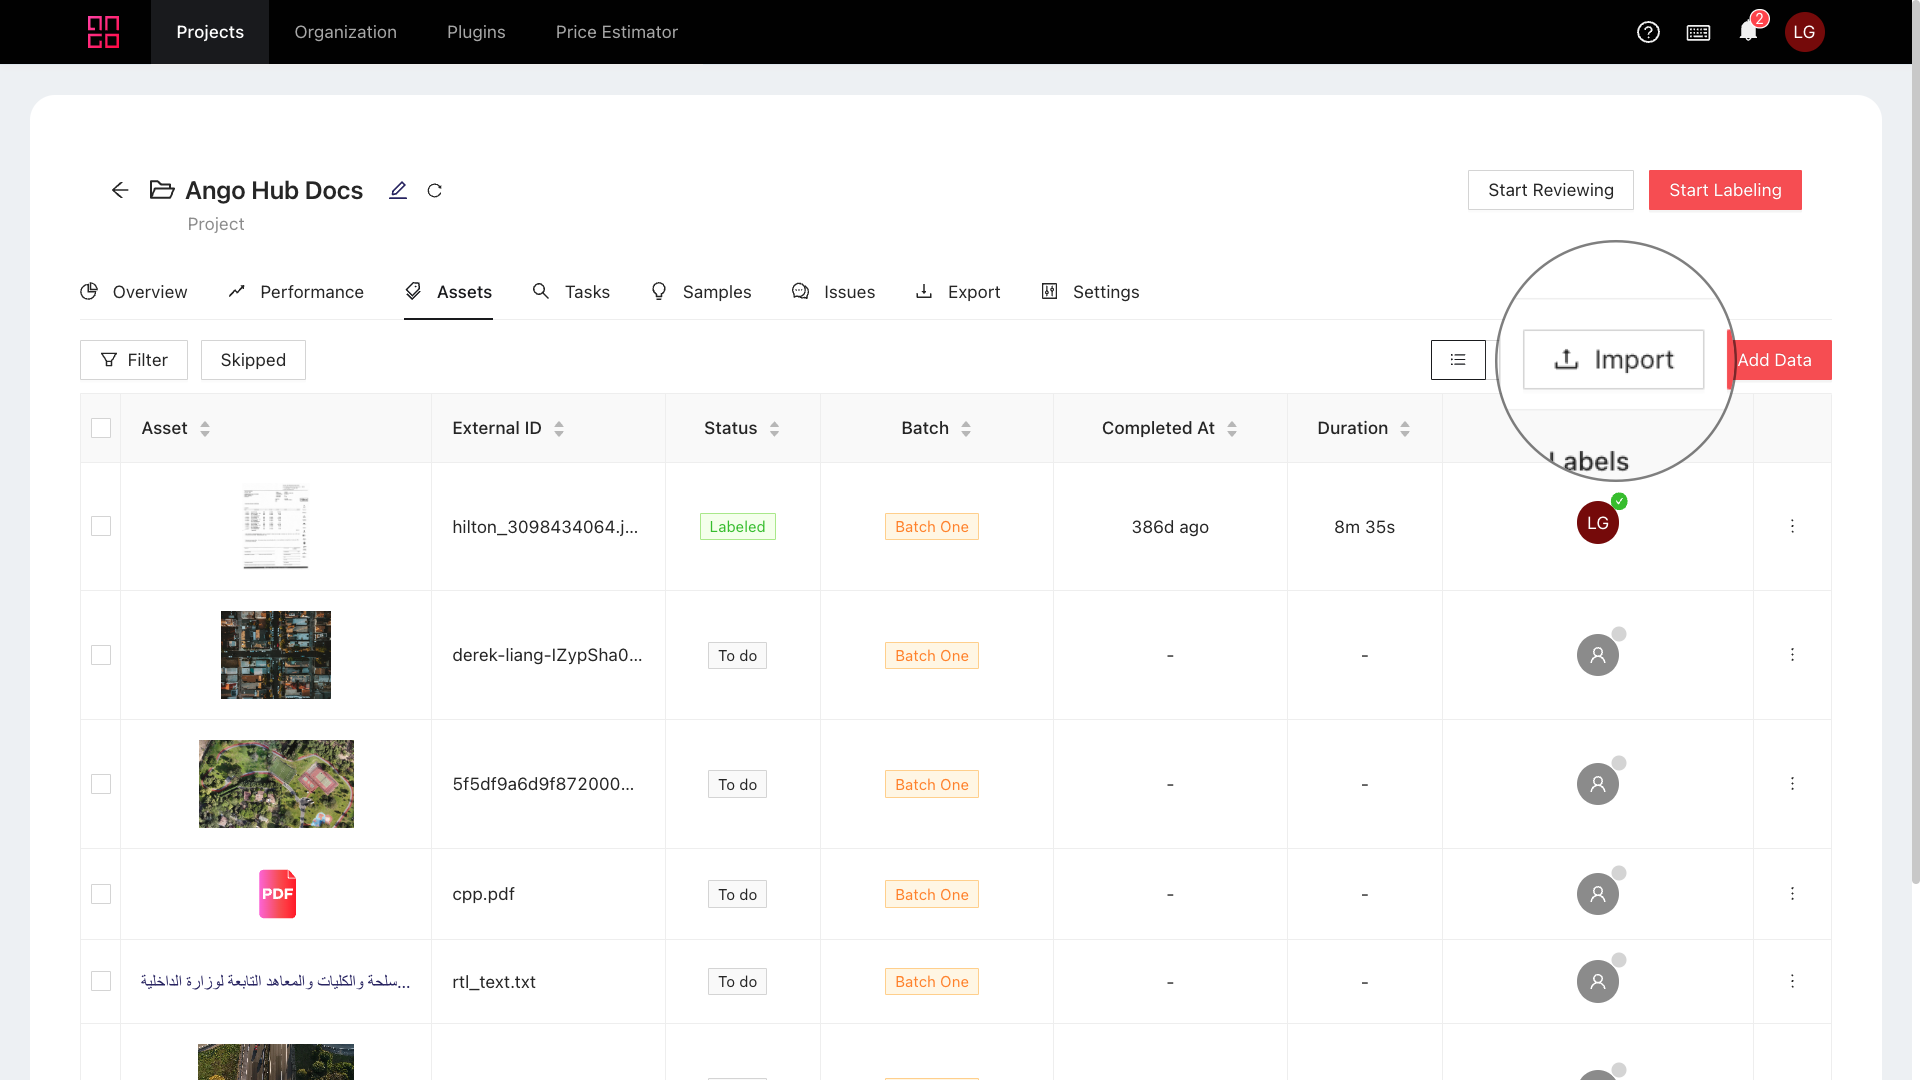 Projects
Organization
Plugins
Price Estimator
2
LG
Ango Hub Docs
Project
Start Reviewing
Start Labeling
Overview
Performance
Assets
Tasks
Samples
Issues
Export
Settings
Filter
Skipped
Import
Add Data
Asset
External ID
Status
Batch
Completed At
Duration
Labels
hilton_3098434064.j...
Labeled
Batch One
386d ago
8m 35s
LG
derek-liang-IZypSha0...
To do
Batch One
-
-
5f5df9a6d9f872000...
To do
Batch One
-
-
PDF
cpp.pdf
To do
Batch One
-
-
سلحة والكليات والمعاهد التابعة لوزارة الداخلية...
rtl_text.txt
To do
Batch One
-
-